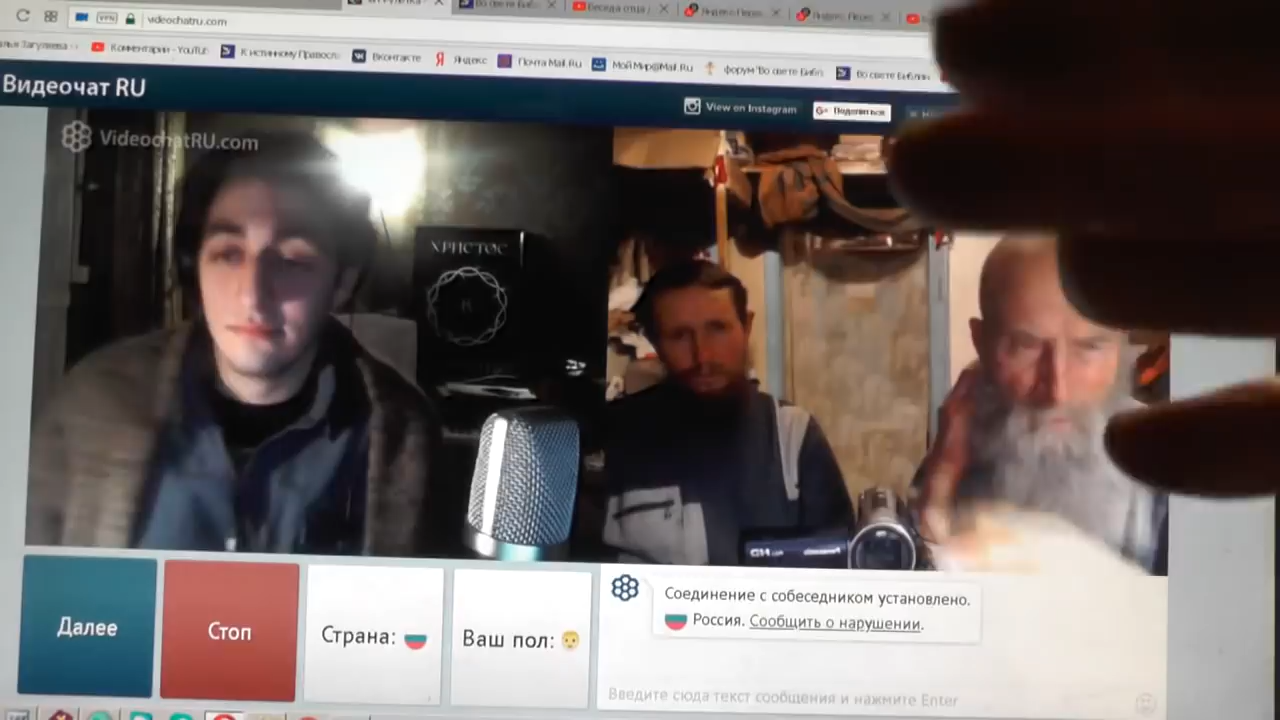 videochatru.com
Комментарии - YouTube
К истинному Правосл
ВКонтакте
Яндекс
Почта Mail.Ru
Мой Мир@Mail.Ru
форум "Во свете Библ
Во свете Библии
Видеочат RU
View on Instagram
G+ Поделиться
VideochatRU.com
ХРИСТОС
Далее
Стоп
Страна:
Ваш пол:
Соединение с собеседником установлено.
Россия. Сообщить о нарушении.
Введите сюда текст сообщения и нажмите Enter